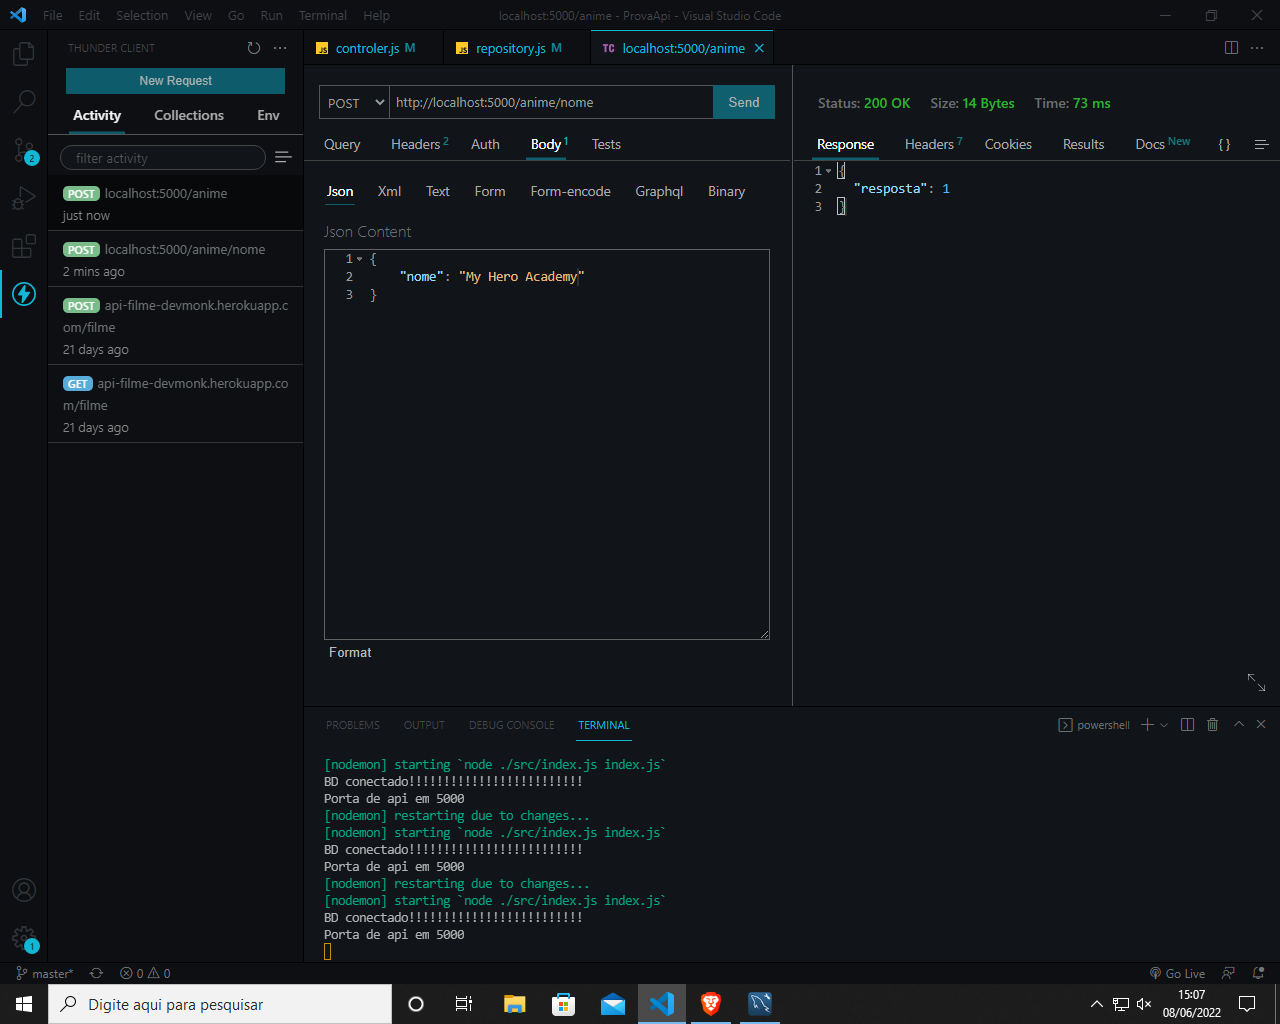 File Edit Selection View Go Run Terminal Help
localhost:5000/anime - ProvaApi - Visual Studio Code
THUNDER CLIENT
New Request
Activity Collections Env
filter activity
POST localhost:5000/anime
just now
POST localhost:5000/anime/nome
2 mins ago
POST api-filme-devmonk.herokuapp.c
om/filme
21 days ago
GET api-filme-devmonk.herokuapp.co
m/filme
21 days ago
2
1
JS controler.js M
JS repository.js M
TC localhost:5000/anime
POST http://localhost:5000/anime/nome Send
Query Headers 2 Auth Body 1 Tests
Json Xml Text Form Form-encode Graphql Binary
Json Content
1 {
2 "nome": "My Hero Academy"
3 }
Format
Status: 200 OK Size: 14 Bytes Time: 73 ms
Response Headers 7 Cookies Results Docs New { }
1 {
2 "resposta": 1
3 }
PROBLEMS OUTPUT DEBUG CONSOLE TERMINAL
powershell
[nodemon] starting `node ./src/index.js index.js`
BD conectado!!!!!!!!!!!!!!!!!!!!!!!!!
Porta de api em 5000
[nodemon] restarting due to changes...
[nodemon] starting `node ./src/index.js index.js`
BD conectado!!!!!!!!!!!!!!!!!!!!!!!!!
Porta de api em 5000
[nodemon] restarting due to changes...
[nodemon] starting `node ./src/index.js index.js`
BD conectado!!!!!!!!!!!!!!!!!!!!!!!!!
Porta de api em 5000
master* 0 0
Go Live
Digite aqui para pesquisar
15:07
08/06/2022